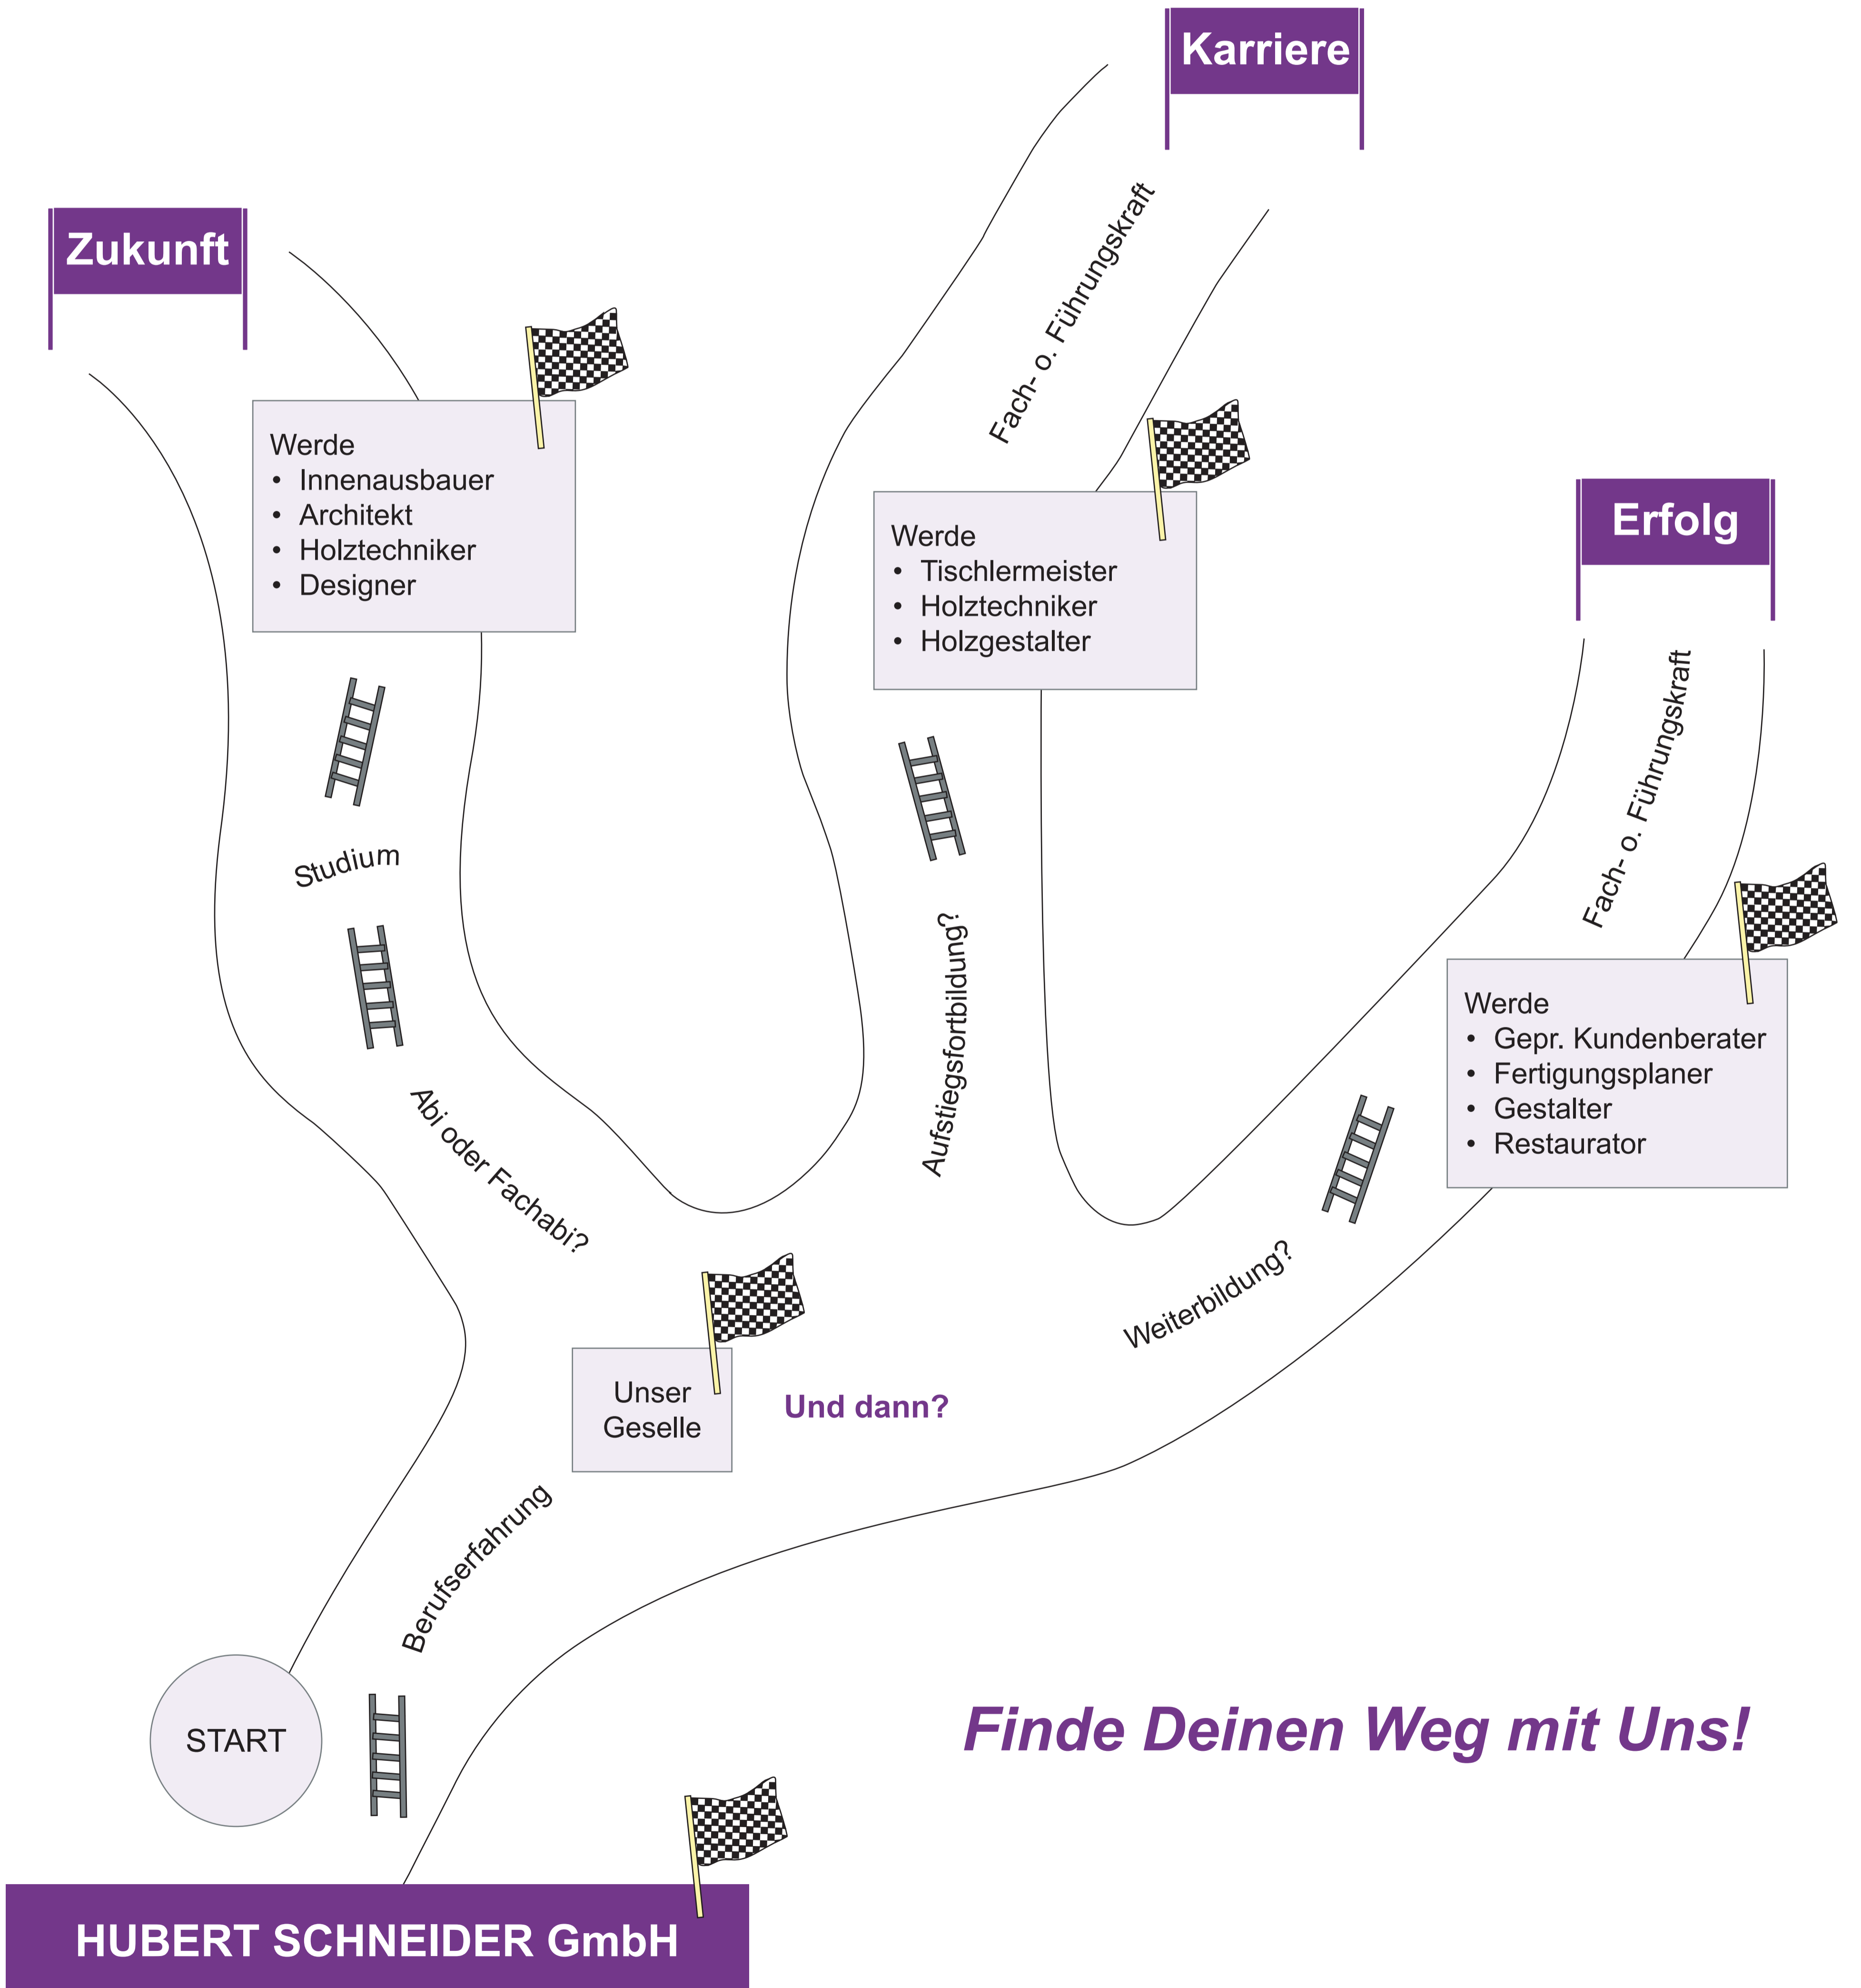 Karriere
Zukunft
Fach- o. Führungskraft
Werde
• Innenausbauer
• Architekt
• Holztechniker
• Designer
Werde
• Tischlermeister
• Holztechniker
• Holzgestalter
Erfolg
Fach- o. Führungskraft
Studium
Aufstiegsfortbildung?
Werde
• Gepr. Kundenberater
• Fertigungsplaner
• Gestalter
• Restaurator
Abi oder Fachabi?
Weiterbildung?
Unser
Geselle
Und dann?
Berufserfahrung
START
Finde Deinen Weg mit Uns!
HUBERT SCHNEIDER GmbH